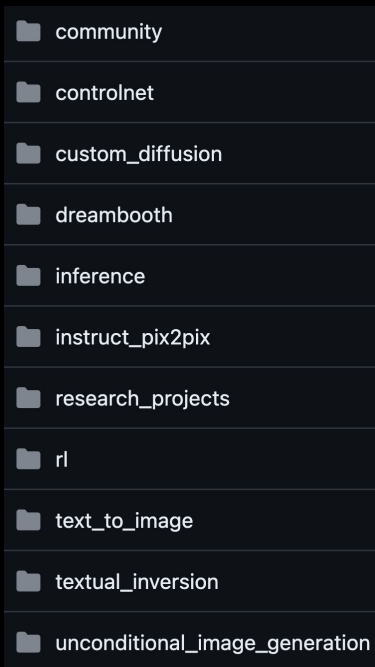 community
controlnet
custom_diffusion
dreambooth
inference
instruct_pix2pix
research_projects
rl
text_to_image
textual_inversion
unconditional_image_generation